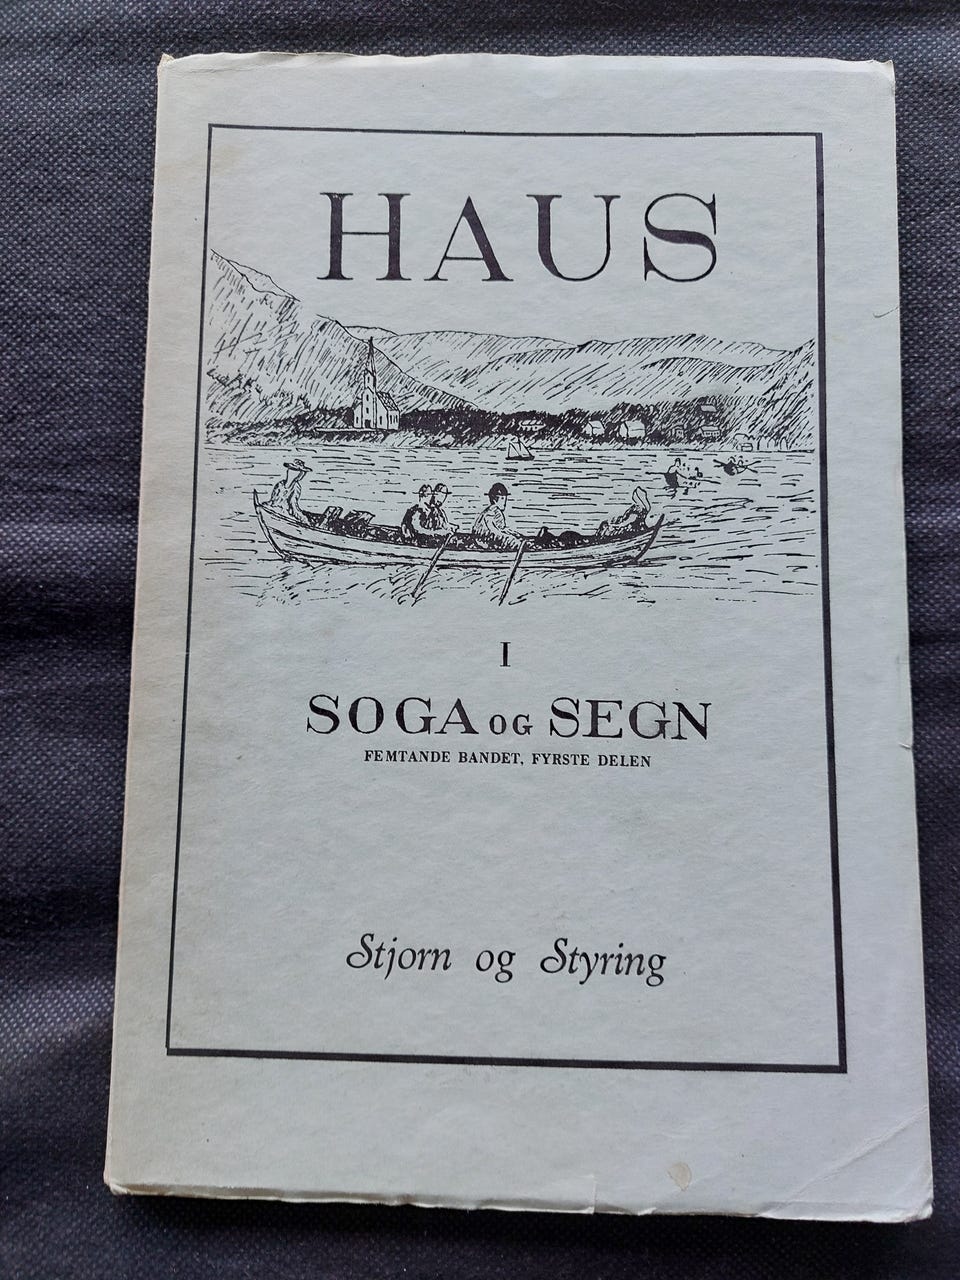 HAUS
I
SOGA OG SEGN
FEMTANDE BANDET, FYRSTE DELEN
Stjorn og Styring